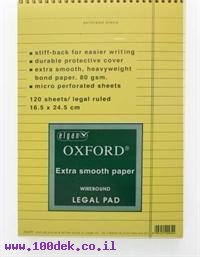 • stiff-back for easier writing
• durable protective cover
• extra smooth, heavyweight
bond paper. 80 gsm.
• micro perforated sheets
120 sheets/ legal ruled
16.5 x 24.5 cm
elgan
OXFORD®
Extra smooth paper
WIREBOUND
LEGAL PAD
www.100dek.co.il